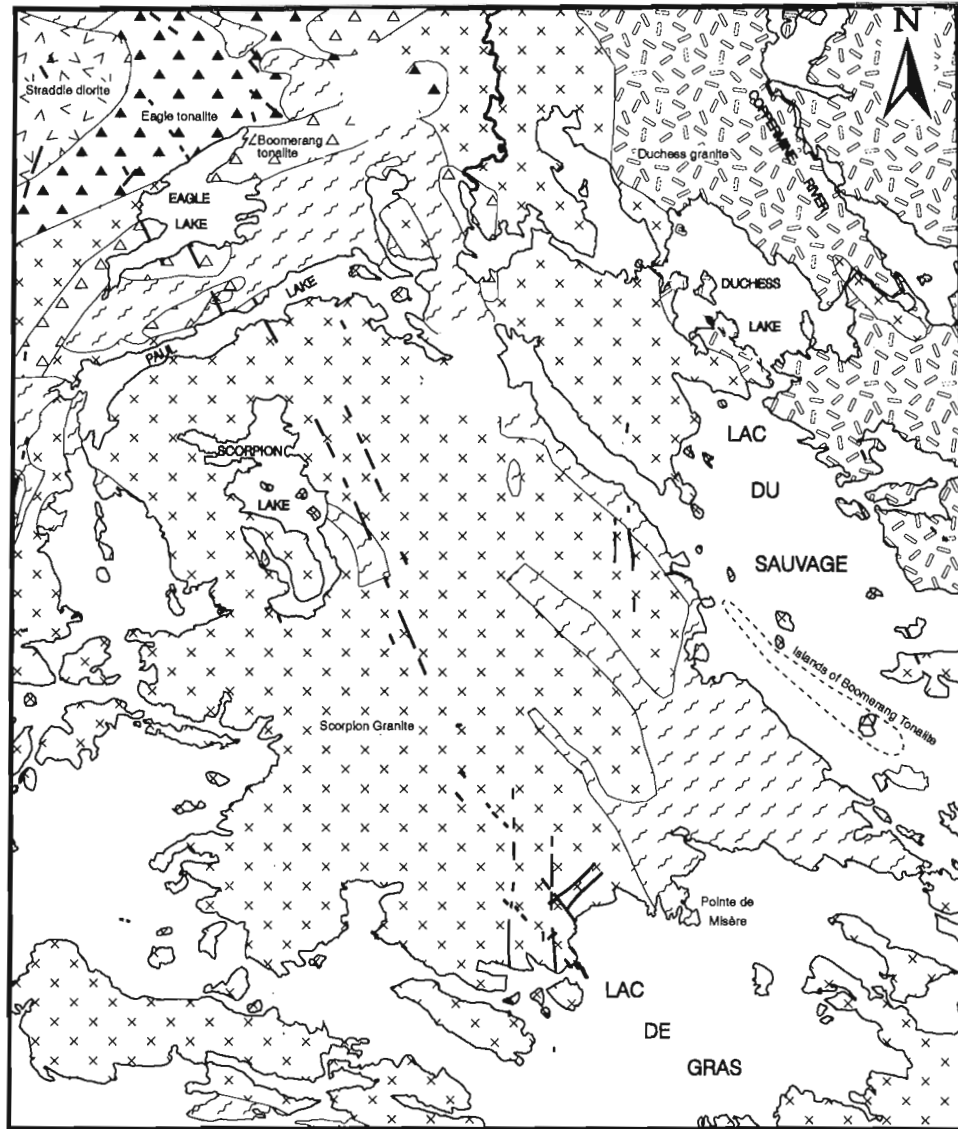 N
Straddle diorite
Eagle tonalite
Boomerang
tonalite
EAGLE
LAKE
Duchess granite
COPPERMINE RIVER
DUCHESS
LAKE
PAUL LAKE
SCORPION
LAKE
LAC
DU
SAUVAGE
Islands of Boomerang Tonalite
Scorpion Granite
Pointe de
Misère
LAC
DE
GRAS